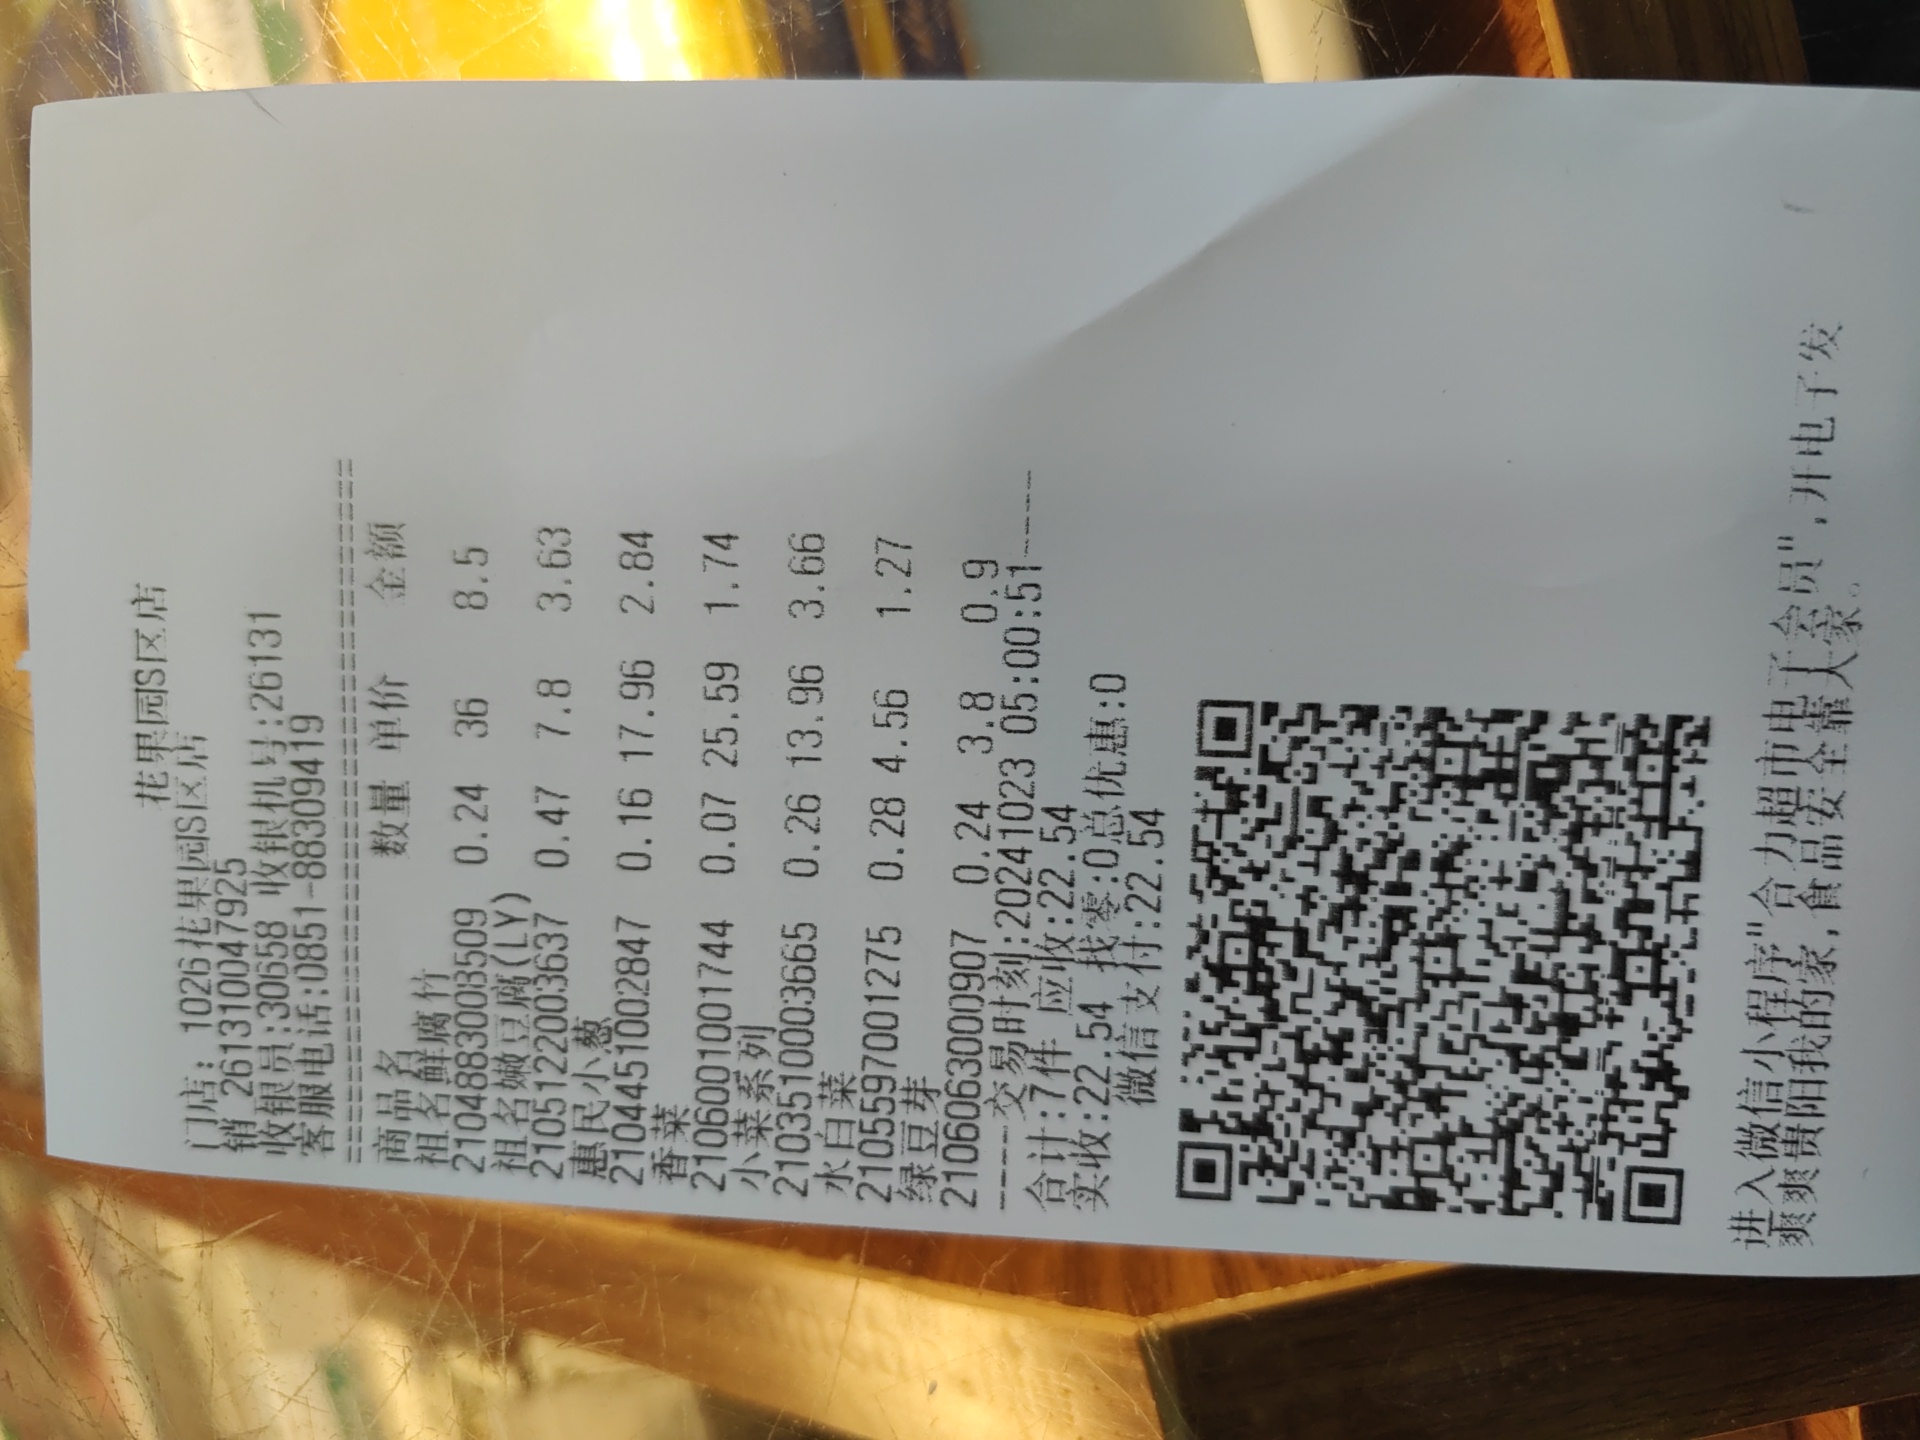 花果园S区店
门店: 1026花果园S区店
销 2613100479925
收银员:30658 收银机号:26131
客服电话:0851-88309419
========================================
商品名 数量 单价 金额
祖名鲜腐竹
2104883008509 0.24 36 8.5
祖名嫩豆腐(LY)
2105122003637 0.47 7.8 3.63
惠民小葱
2104451002847 0.16 17.96 2.84
香菜
2106001001744 0.07 25.59 1.74
小菜系列
2103510003665 0.26 13.96 3.66
水白菜
2105597001275 0.28 4.56 1.27
绿豆芽
2106063000907 0.24 3.8 0.9
-----交易时刻:20241023 05:00:51-----
合计:7件 应收:22.54
实收:22.54 找零:0总优惠:0
微信支付:22.54
进入微信小程序"合力超市电子会员",开电子发
爽爽贵阳我的家,食品安全靠大家。